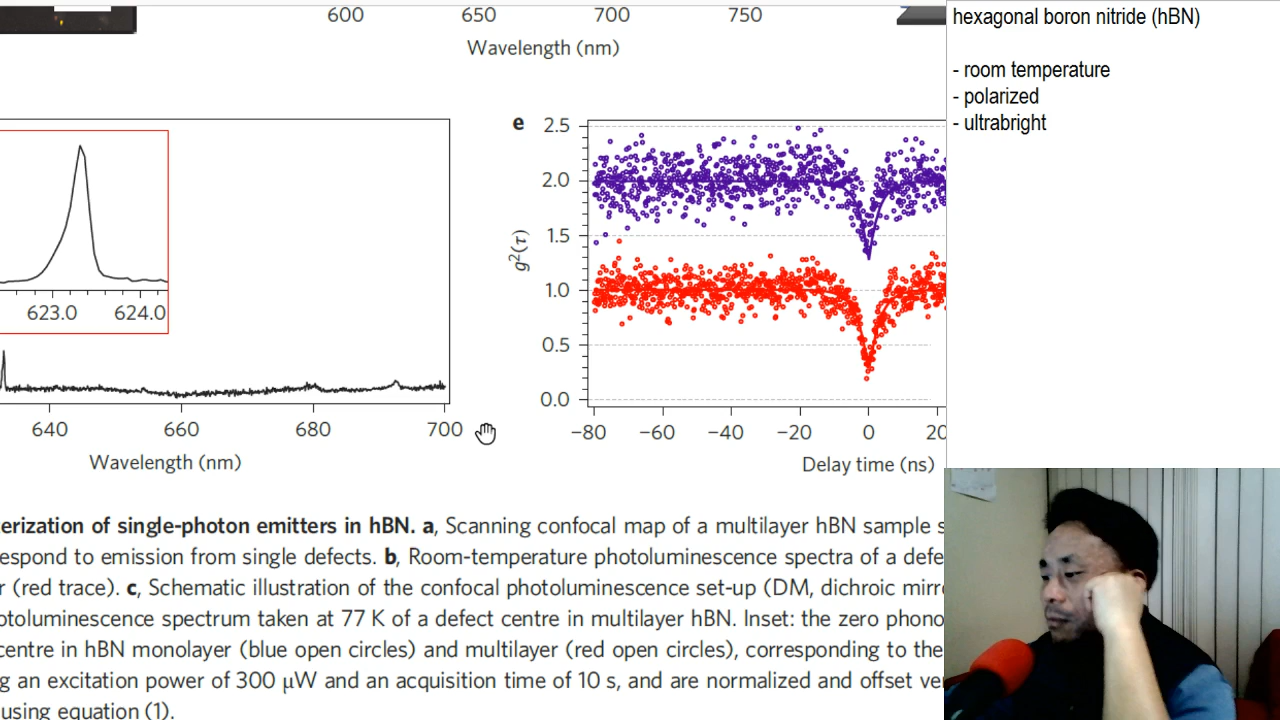 600 650 700 750
Wavelength (nm)
hexagonal boron nitride (hBN)
- room temperature
- polarized
- ultrabright
623.0 624.0
640 660 680 700
Wavelength (nm)
e
2.5
2.0
1.5
1.0
0.5
0.0
g²(τ)
−80 −60 −40 −20 0 20
Delay time (ns)
terization of single-photon emitters in hBN. a, Scanning confocal map of a multilayer hBN sample s
respond to emission from single defects. b, Room-temperature photoluminescence spectra of a defe
r (red trace). c, Schematic illustration of the confocal photoluminescence set-up (DM, dichroic mirr
otoluminescence spectrum taken at 77 K of a defect centre in multilayer hBN. Inset: the zero phono
centre in hBN monolayer (blue open circles) and multilayer (red open circles), corresponding to the
g an excitation power of 300 μW and an acquisition time of 10 s, and are normalized and offset ve
using equation (1).